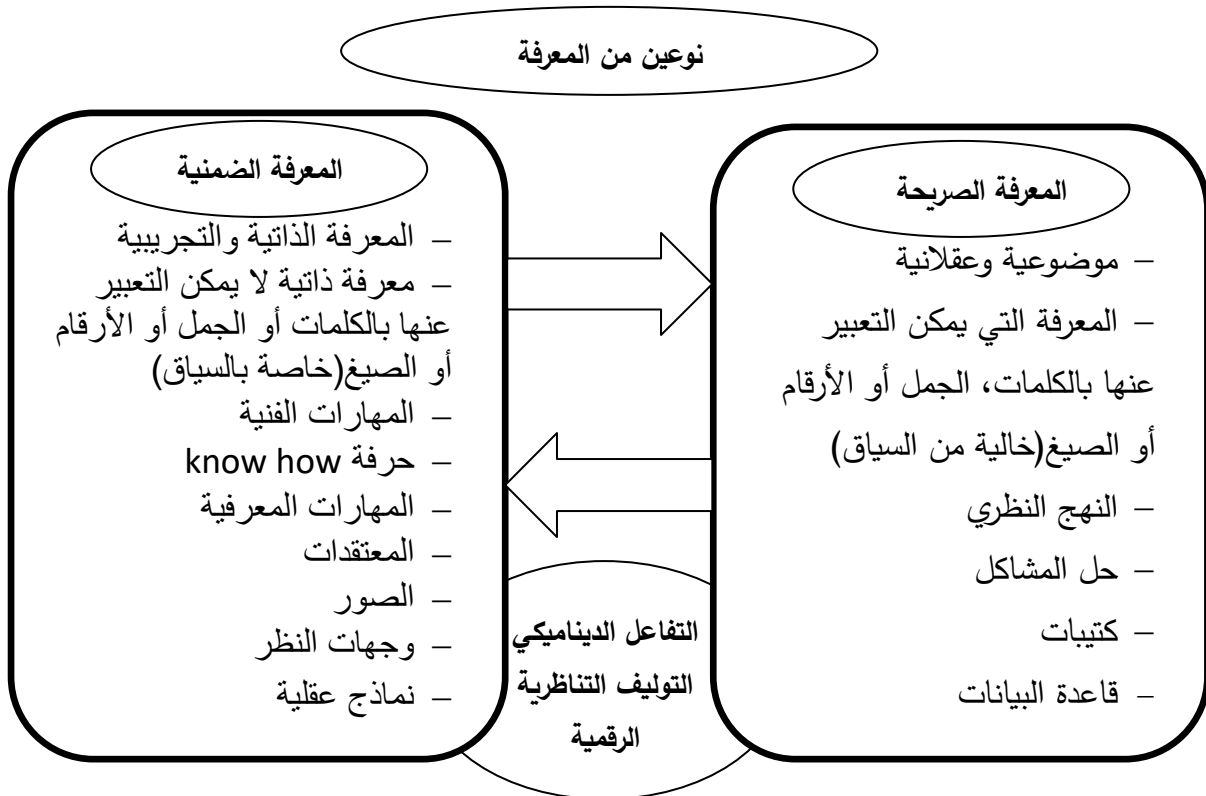 نوعين من المعرفة
المعرفة الصريحة
– موضوعية وعقلانية
– المعرفة التي يمكن التعبير
عنها بالكلمات، الجمل أو الأرقام
أو الصيغ(خالية من السياق)
– النهج النظري
– حل المشاكل
– كتيبات
– قاعدة البيانات
المعرفة الضمنية
– المعرفة الذاتية والتجريبية
– معرفة ذاتية لا يمكن التعبير
عنها بالكلمات أو الجمل أو الأرقام
أو الصيغ(خاصة بالسياق)
– المهارات الفنية
– حرفة know how
– المهارات المعرفية
– المعتقدات
– الصور
– وجهات النظر
– نماذج عقلية
التفاعل الديناميكي
التوليف التناظرية
الرقمية